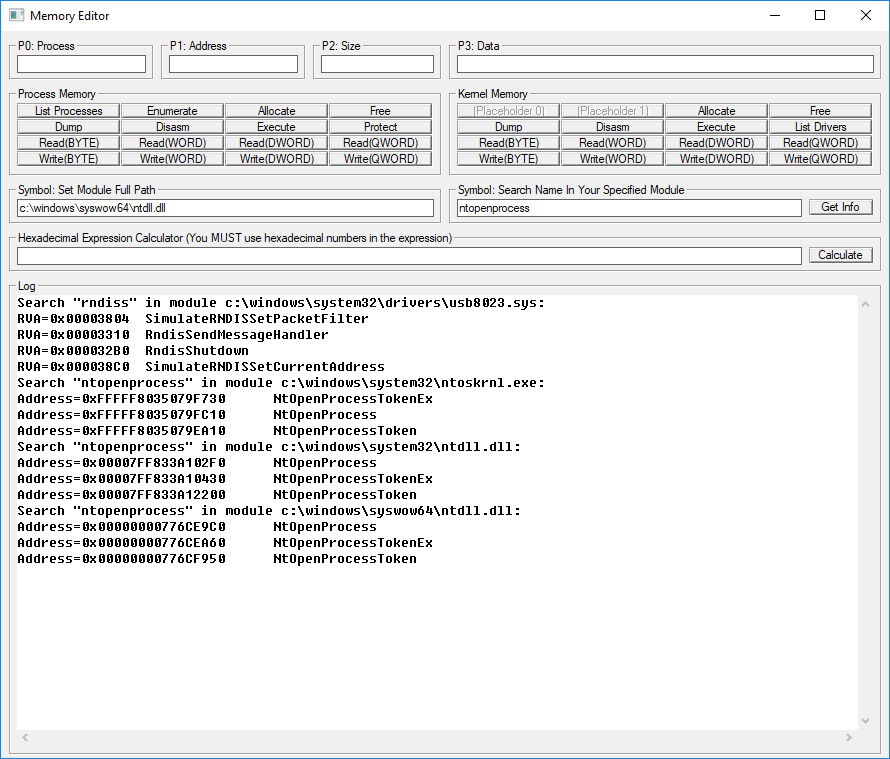 Memory Editor
P0: Process
P1: Address
P2: Size
P3: Data
Process Memory
List Processes Enumerate Allocate Free
Dump Disasm Execute Protect
Read(BYTE) Read(WORD) Read(DWORD) Read(QWORD)
Write(BYTE) Write(WORD) Write(DWORD) Write(QWORD)
Kernel Memory
(Placeholder 0) (Placeholder 1) Allocate Free
Dump Disasm Execute List Drivers
Read(BYTE) Read(WORD) Read(DWORD) Read(QWORD)
Write(BYTE) Write(WORD) Write(DWORD) Write(QWORD)
Symbol: Set Module Full Path
c:\windows\syswow64\ntdll.dll
Symbol: Search Name In Your Specified Module
ntopenprocess Get Info
Hexadecimal Expression Calculator (You MUST use hexadecimal numbers in the expression)
Calculate
Log
Search "rndiss" in module c:\windows\system32\drivers\usb8023.sys:
RVA=0x00003804 SimulateRNDISSetPacketFilter
RVA=0x00003310 RndisSendMessageHandler
RVA=0x000032B0 RndisShutdown
RVA=0x000038C0 SimulateRNDISSetCurrentAddress
Search "ntopenprocess" in module c:\windows\system32\ntoskrnl.exe:
Address=0xFFFFF8035079F730 NtOpenProcessTokenEx
Address=0xFFFFF8035079FC10 NtOpenProcess
Address=0xFFFFF8035079EA10 NtOpenProcessToken
Search "ntopenprocess" in module c:\windows\system32\ntdll.dll:
Address=0x00007FF833A102F0 NtOpenProcess
Address=0x00007FF833A10430 NtOpenProcessTokenEx
Address=0x00007FF833A12200 NtOpenProcessToken
Search "ntopenprocess" in module c:\windows\syswow64\ntdll.dll:
Address=0x00000000776CE9C0 NtOpenProcess
Address=0x00000000776CEA60 NtOpenProcessTokenEx
Address=0x00000000776CF950 NtOpenProcessToken